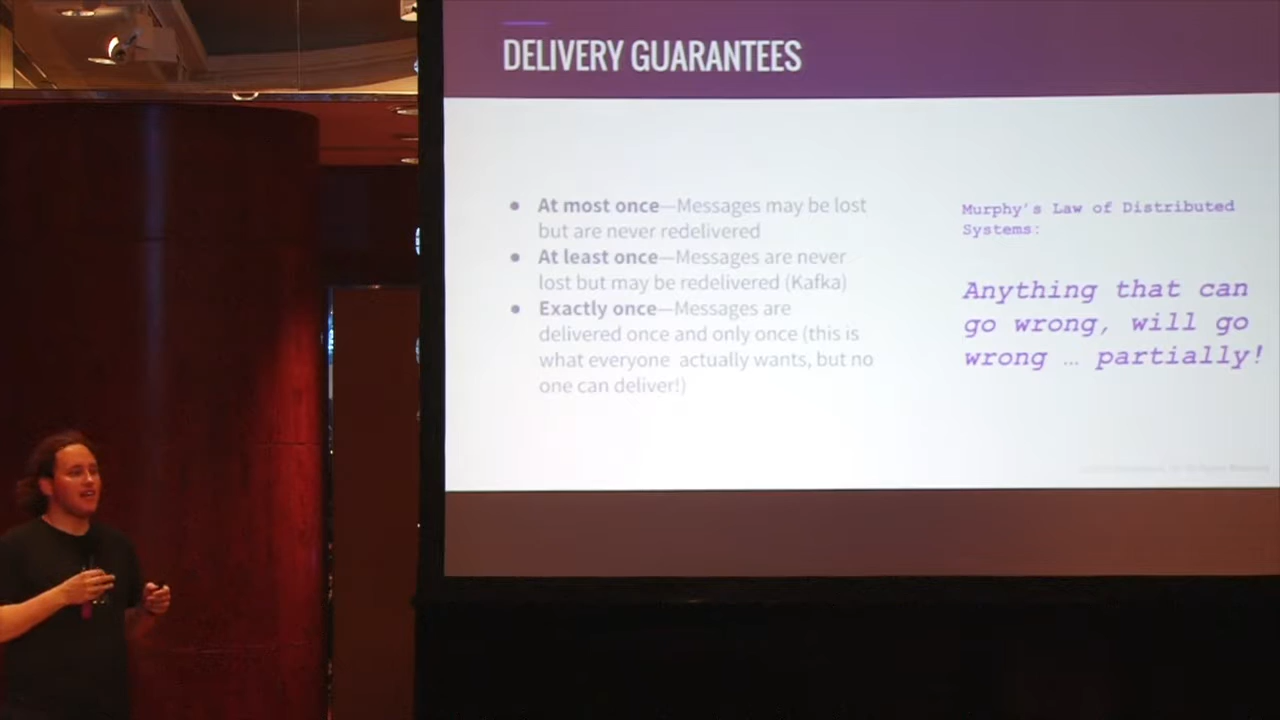 DELIVERY GUARANTEES
At most once—Messages may be lost
but are never redelivered
At least once—Messages are never
lost but may be redelivered (Kafka)
Exactly once—Messages are
delivered once and only once (this is
what everyone actually wants, but no
one can deliver!)
Murphy's Law of Distributed
Systems:
Anything that can
go wrong, will go
wrong … partially!